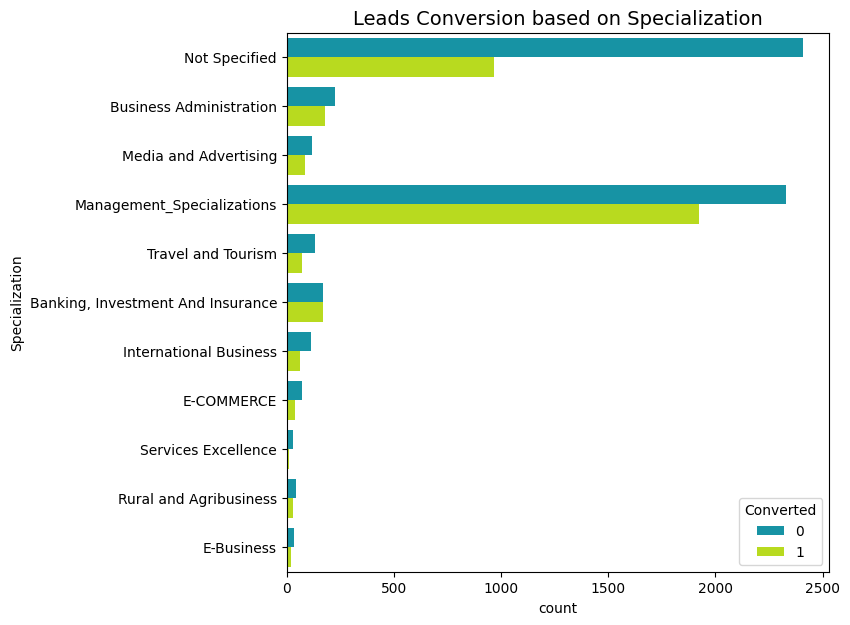 Leads Conversion based on Specialization
Not Specified
Business Administration
Media and Advertising
Management_Specializations
Travel and Tourism
Banking, Investment And Insurance
International Business
E-COMMERCE
Services Excellence
Rural and Agribusiness
E-Business
Specialization
0 500 1000 1500 2000 2500
count
Converted
0
1